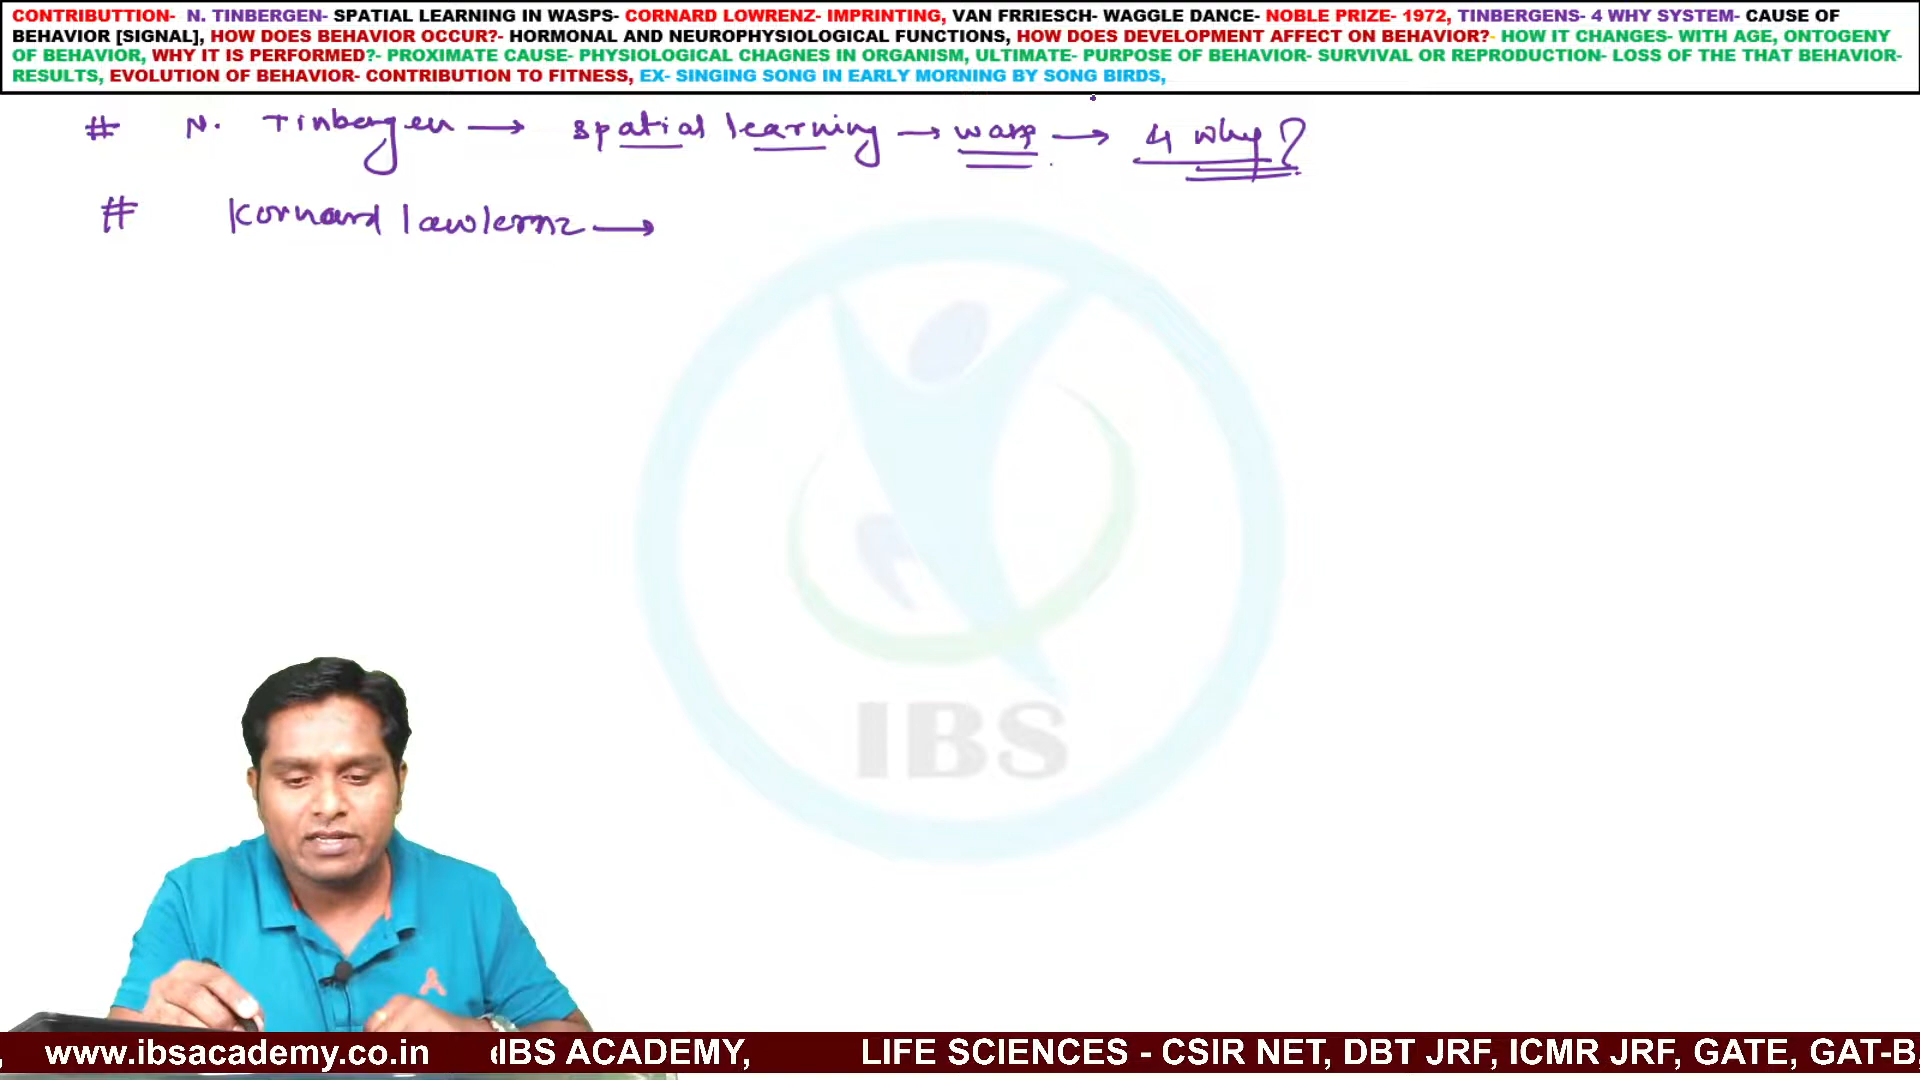 CONTRIBUTTION- N. TINBERGEN- SPATIAL LEARNING IN WASPS- CORNARD LOWRENZ- IMPRINTING, VAN FRRIESCH- WAGGLE DANCE- NOBLE PRIZE- 1972, TINBERGENS- 4 WHY SYSTEM- CAUSE OF
BEHAVIOR [SIGNAL], HOW DOES BEHAVIOR OCCUR?- HORMONAL AND NEUROPHYSIOLOGICAL FUNCTIONS, HOW DOES DEVELOPMENT AFFECT ON BEHAVIOR?- HOW IT CHANGES- WITH AGE, ONTOGENY
OF BEHAVIOR, WHY IT IS PERFORMED?- PROXIMATE CAUSE- PHYSIOLOGICAL CHAGNES IN ORGANISM, ULTIMATE- PURPOSE OF BEHAVIOR- SURVIVAL OR REPRODUCTION- LOSS OF THE THAT BEHAVIOR-
RESULTS, EVOLUTION OF BEHAVIOR- CONTRIBUTION TO FITNESS, EX- SINGING SONG IN EARLY MORNING BY SONG BIRDS,
# N. Tinbergen → spatial learning → wasp → 4 why?
# Kornard lawlernz →
IBS
www.ibsacademy.co.in IBS ACADEMY, LIFE SCIENCES - CSIR NET, DBT JRF, ICMR JRF, GATE, GAT-B,